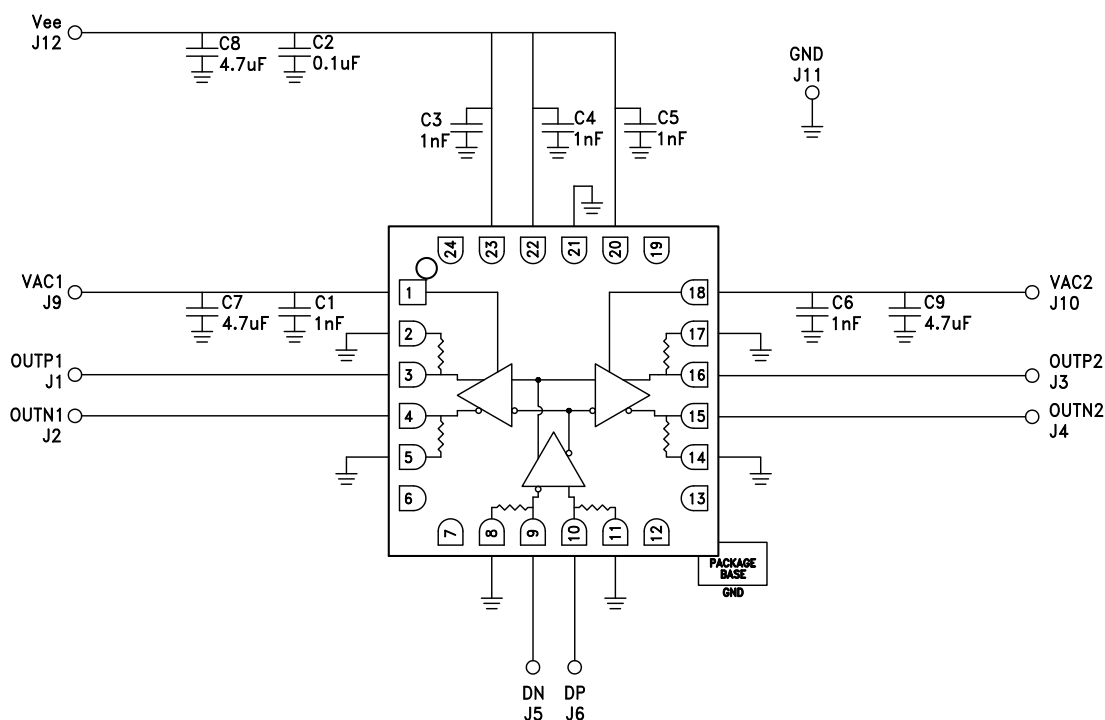 Vee
J12
C8
4.7uF
C2
0.1uF
GND
J11
C3
1nF
C4
1nF
C5
1nF
24
23
22
21
20
19
VAC1
J9
C7
4.7uF
C1
1nF
1
18
C6
1nF
C9
4.7uF
VAC2
J10
2
17
OUTP1
J1
3
16
OUTP2
J3
OUTN1
J2
4
15
OUTN2
J4
5
14
6
13
7
8
9
10
11
12
PACKAGE
BASE
GND
DN
J5
DP
J6